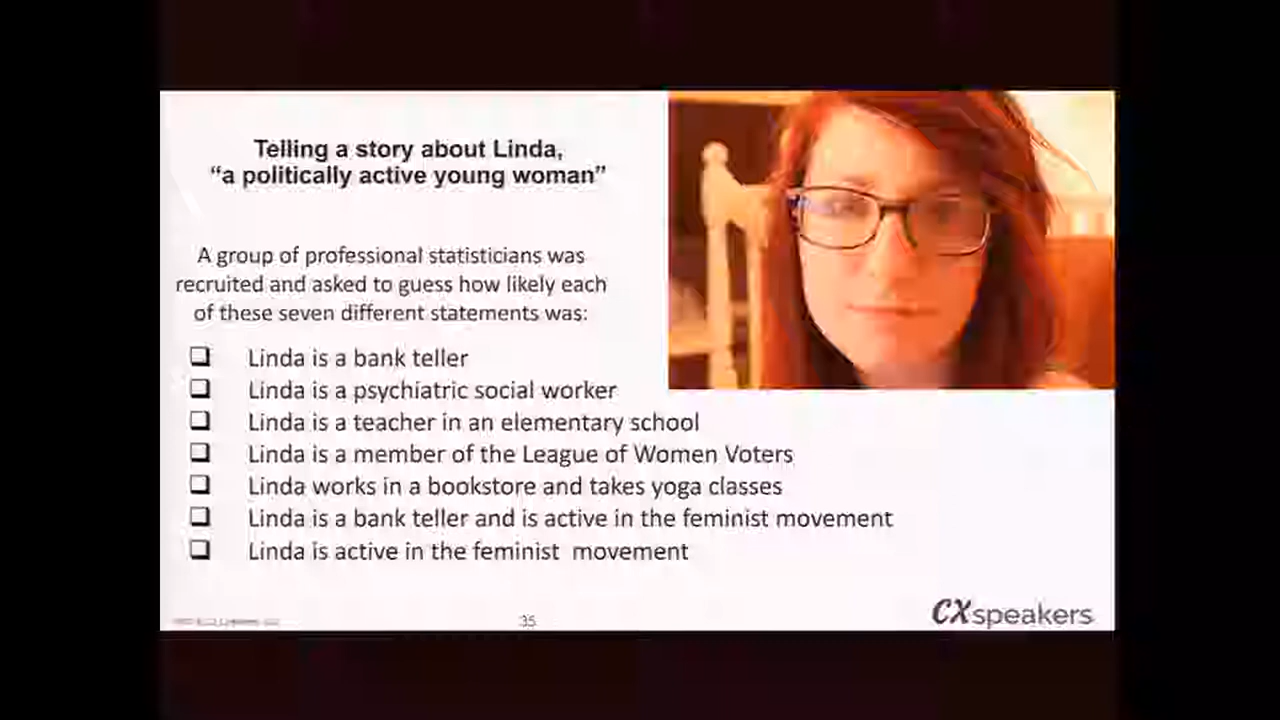 Telling a story about Linda,
“a politically active young woman”
A group of professional statisticians was
recruited and asked to guess how likely each
of these seven different statements was:
❑ Linda is a bank teller
❑ Linda is a psychiatric social worker
❑ Linda is a teacher in an elementary school
❑ Linda is a member of the League of Women Voters
❑ Linda works in a bookstore and takes yoga classes
❑ Linda is a bank teller and is active in the feminist movement
❑ Linda is active in the feminist movement
35
CXspeakers